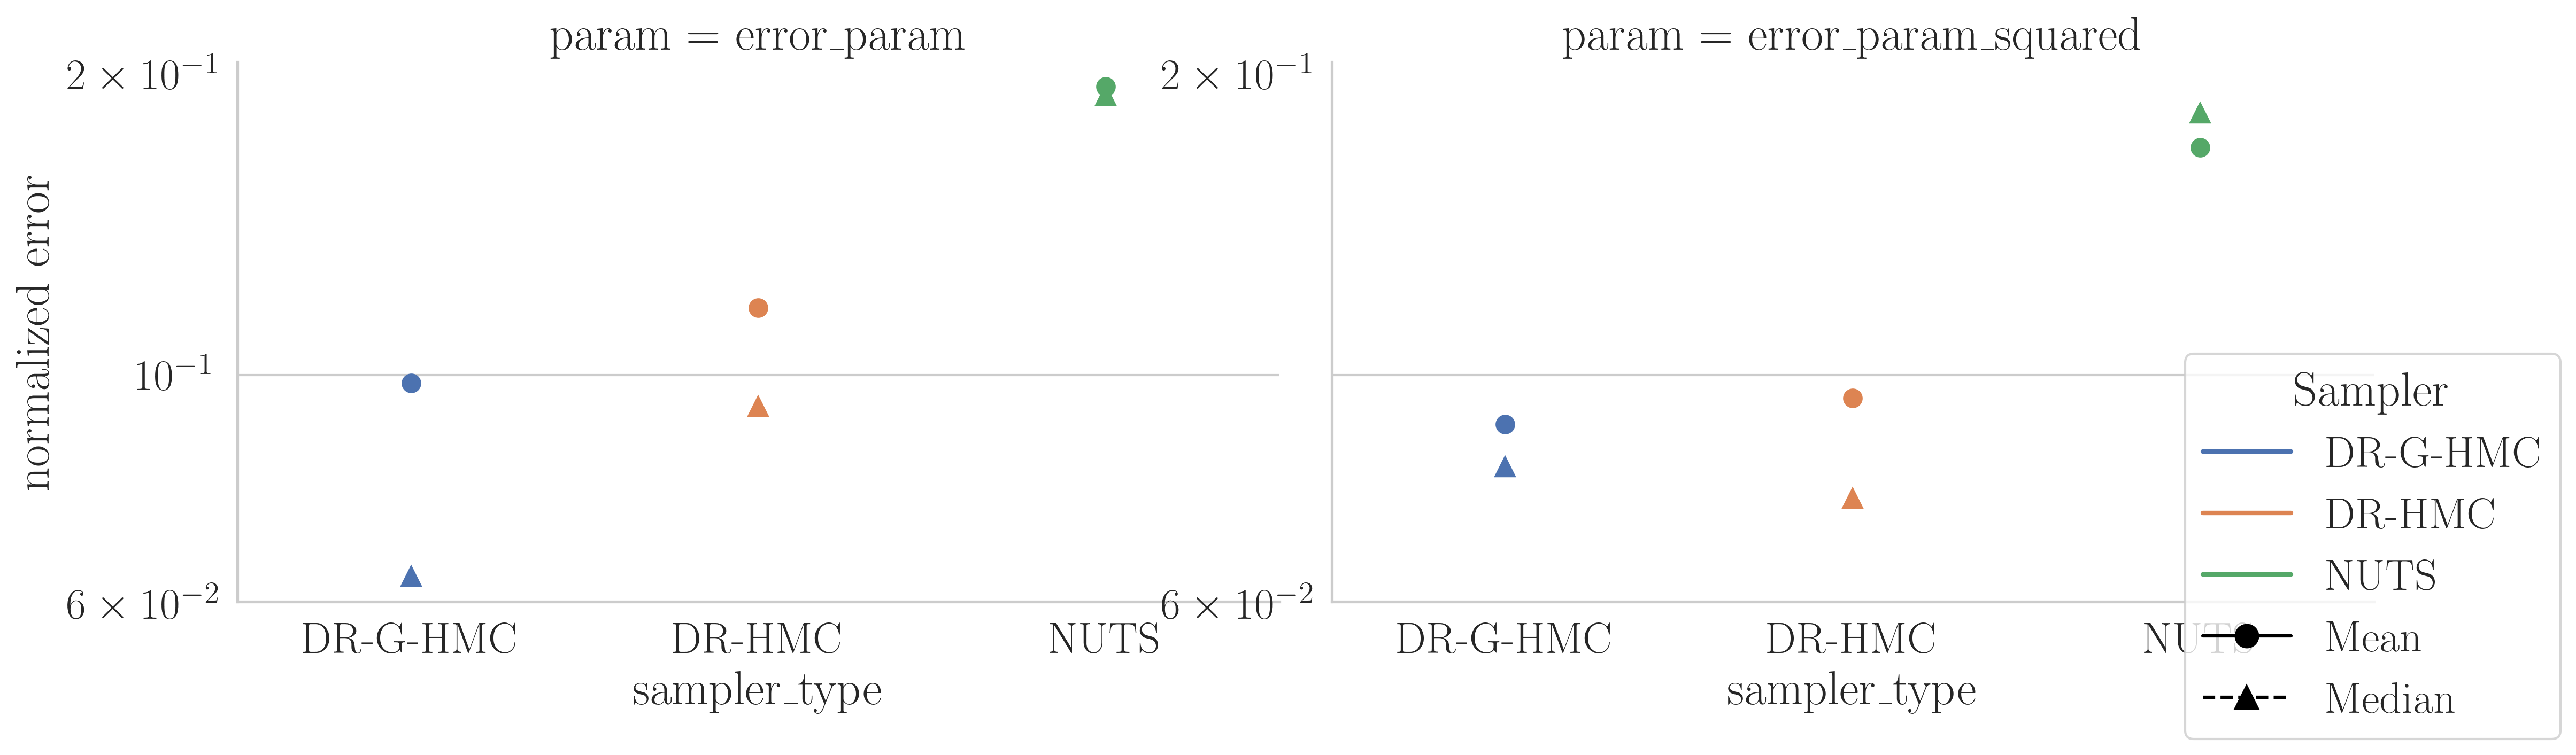 param = error_param
2 × 10⁻¹
10⁻¹
6 × 10⁻²
normalized error
DR-G-HMC
DR-HMC
NUTS
sampler_type
param = error_param_squared
2 × 10⁻¹
6 × 10⁻²
DR-G-HMC
DR-HMC
NUTS
sampler_type
Sampler
DR-G-HMC
DR-HMC
NUTS
Mean
Median